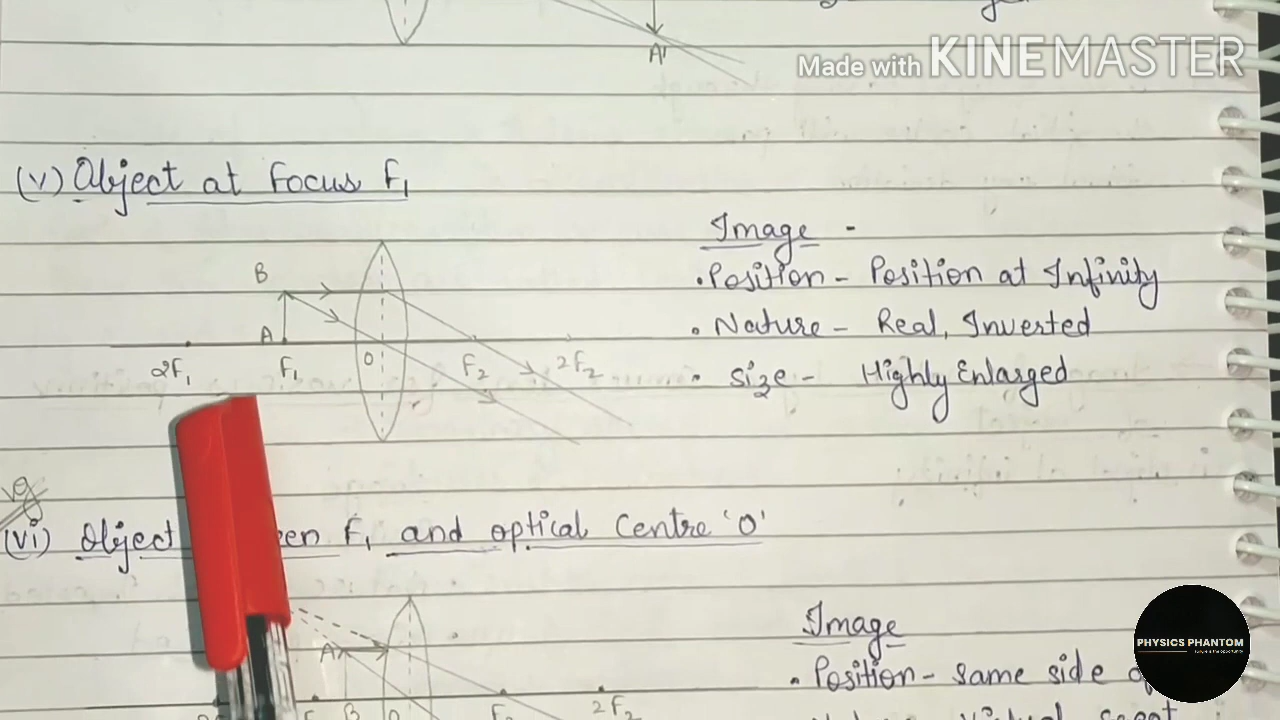 A'
Made with KINEMASTER
(V) Object at Focus F1
Image -
B
• Position - Position at Infinity
A
• Nature - Real, Inverted
2F1 F1 O F2 2F2
• Size - Highly Enlarged
(Vi) Object F1 and optical Centre 'O'
Image
PHYSICS PHANTOM
A
• Position - Same side
B O F2 2F2